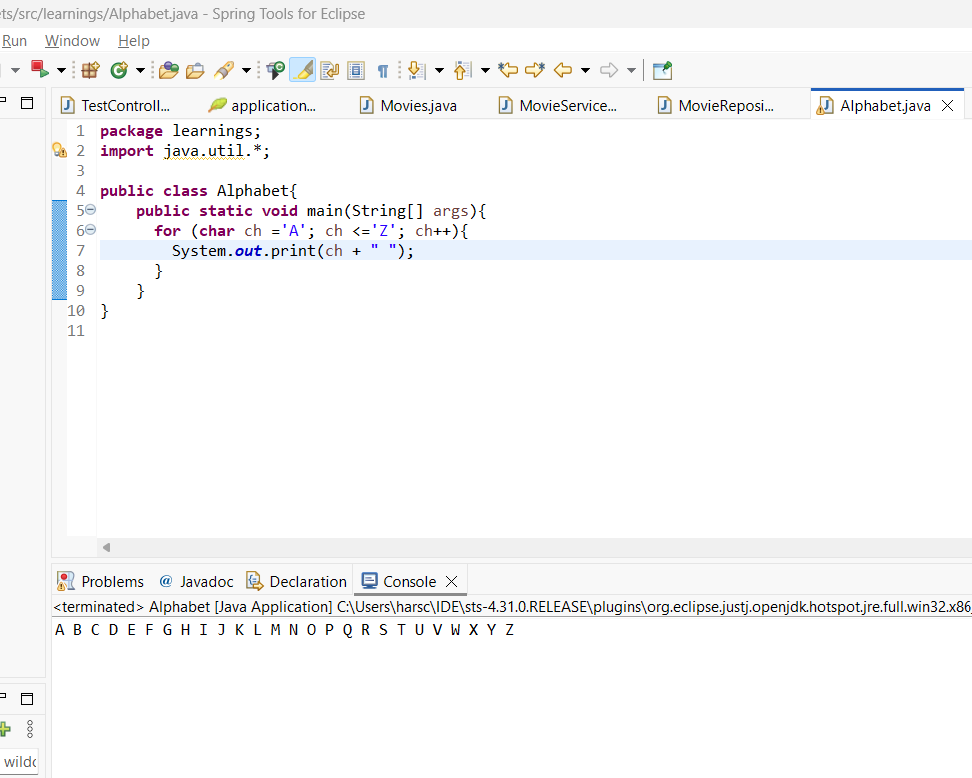 ets/src/learnings/Alphabet.java - Spring Tools for Eclipse
Run Window Help
TestControll... application... Movies.java MovieService... MovieReposi... Alphabet.java
1 package learnings;
2 import java.util.*;
3
4 public class Alphabet{
5 public static void main(String[] args){
6 for (char ch ='A'; ch <='Z'; ch++){
7 System.out.print(ch + " ");
8 }
9 }
10 }
11
Problems @ Javadoc Declaration Console
<terminated> Alphabet [Java Application] C:\Users\harsc\IDE\sts-4.31.0.RELEASE\plugins\org.eclipse.justj.openjdk.hotspot.jre.full.win32.x86_
A B C D E F G H I J K L M N O P Q R S T U V W X Y Z